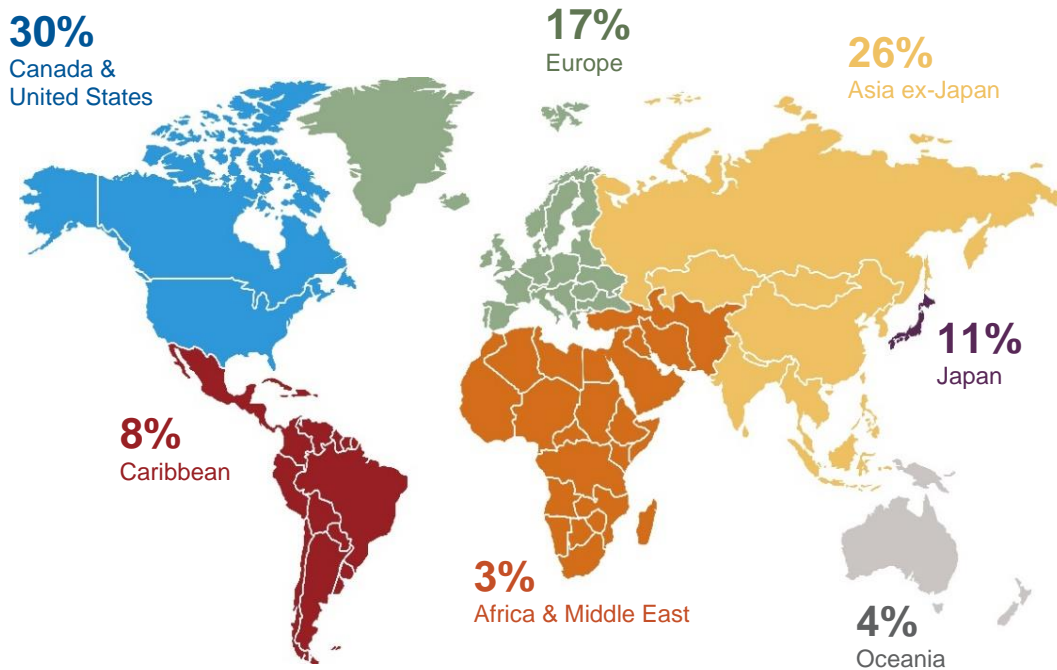 30%
Canada &
United States
17%
Europe
26%
Asia ex-Japan
11%
Japan
8%
Caribbean
3%
Africa & Middle East
4%
Oceania